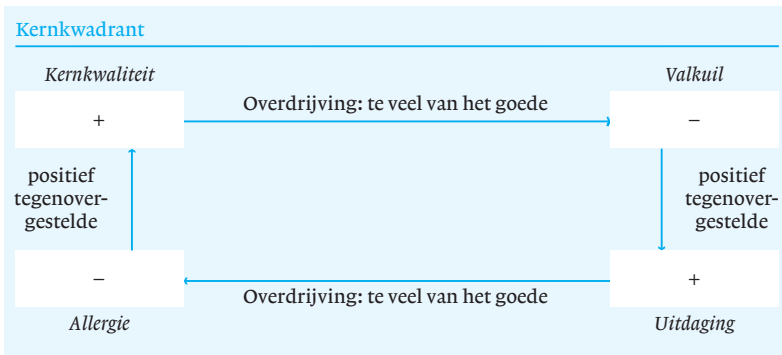 Kernkwadrant
Kernkwaliteit
Valkuil
+
Overdrijving: te veel van het goede
−
positief
tegenover-
gestelde
positief
tegenover-
gestelde
−
Overdrijving: te veel van het goede
+
Allergie
Uitdaging